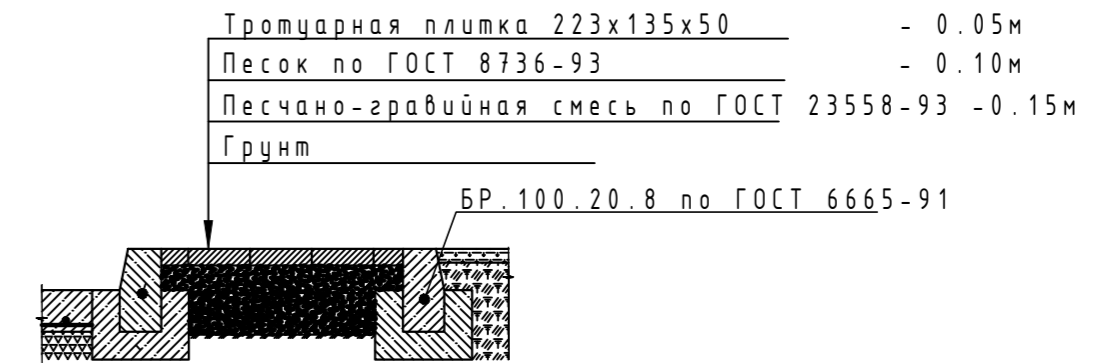 Тротуарная плитка 223х135х50 - 0.05м
Песок по ГОСТ 8736-93 - 0.10м
Песчано-гравийная смесь по ГОСТ 23558-93 -0.15м
Грунт
БР.100.20.8 по ГОСТ 6665-91